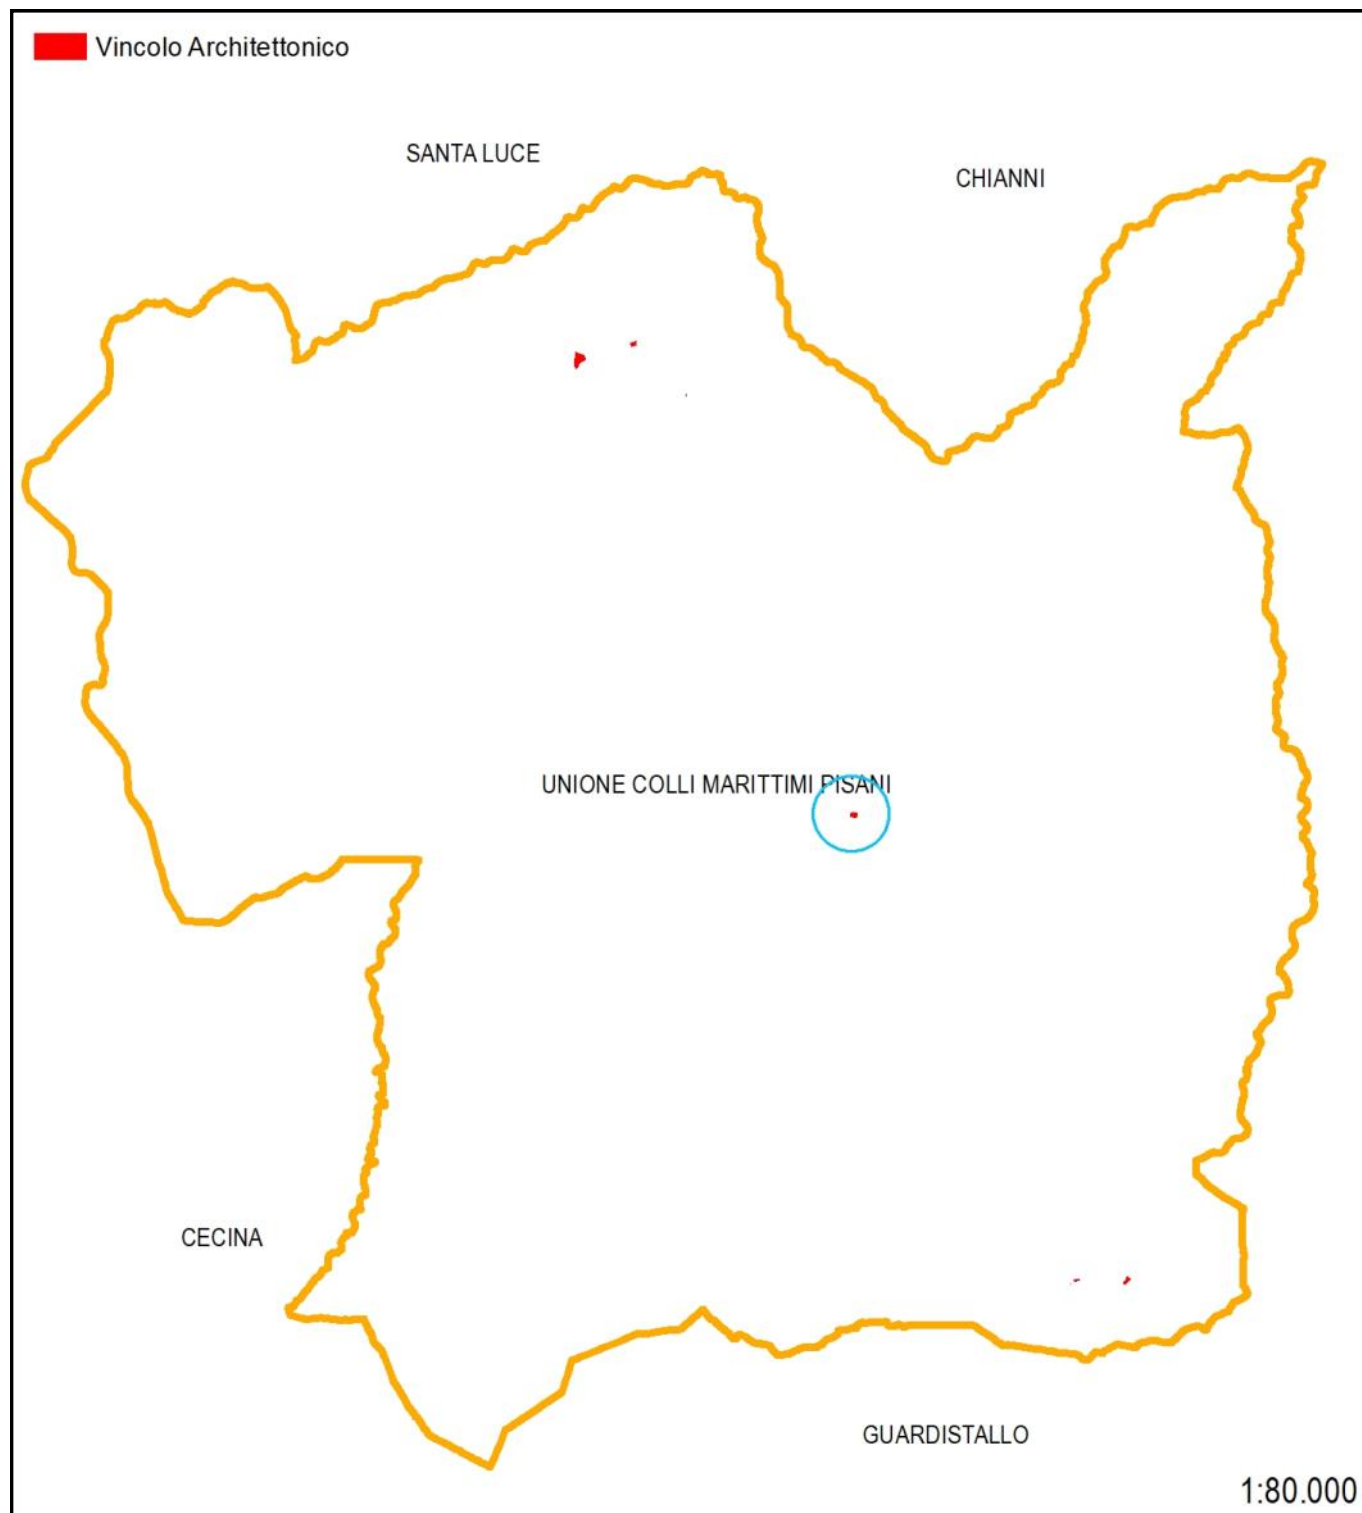 Vincolo Architettonico
SANTA LUCE
CHIANNI
UNIONE COLLI MARITTIMI PISANI
CECINA
GUARDISTALLO
1:80.000